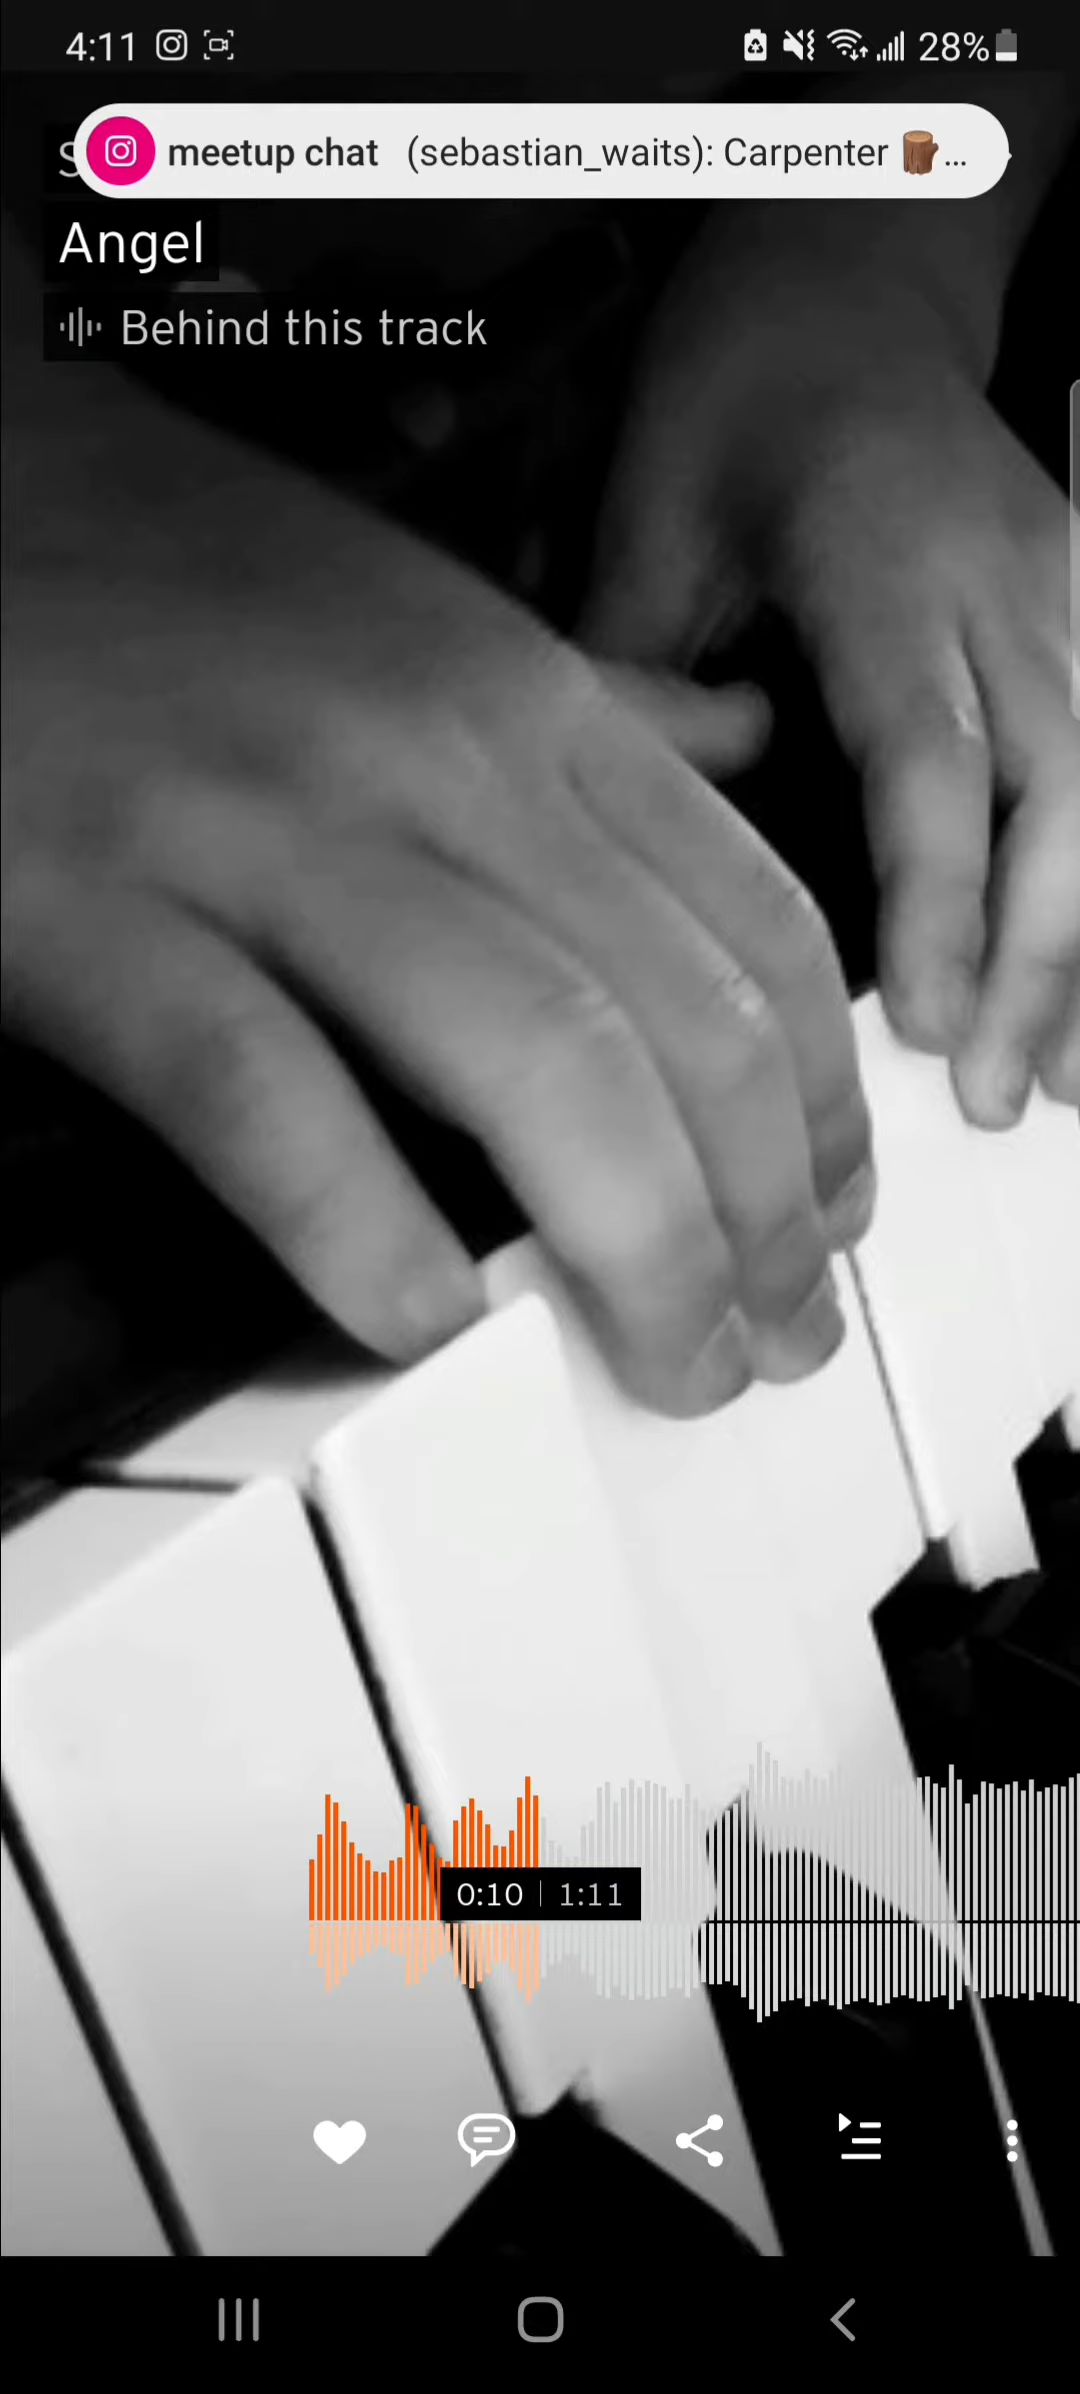 4:11 28%
meetup chat (sebastian_waits): Carpenter 🪵...
Angel
Behind this track
0:10 | 1:11